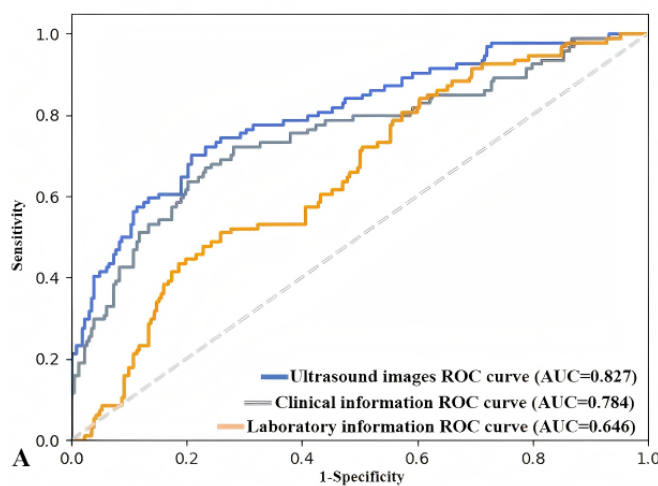 1.0
0.8
0.6
0.4
0.2
0.0
Sensitivity
Ultrasound images ROC curve (AUC=0.827)
Clinical information ROC curve (AUC=0.784)
Laboratory information ROC curve (AUC=0.646)
A
0.0 0.2 0.4 0.6 0.8 1.0
1-Specificity